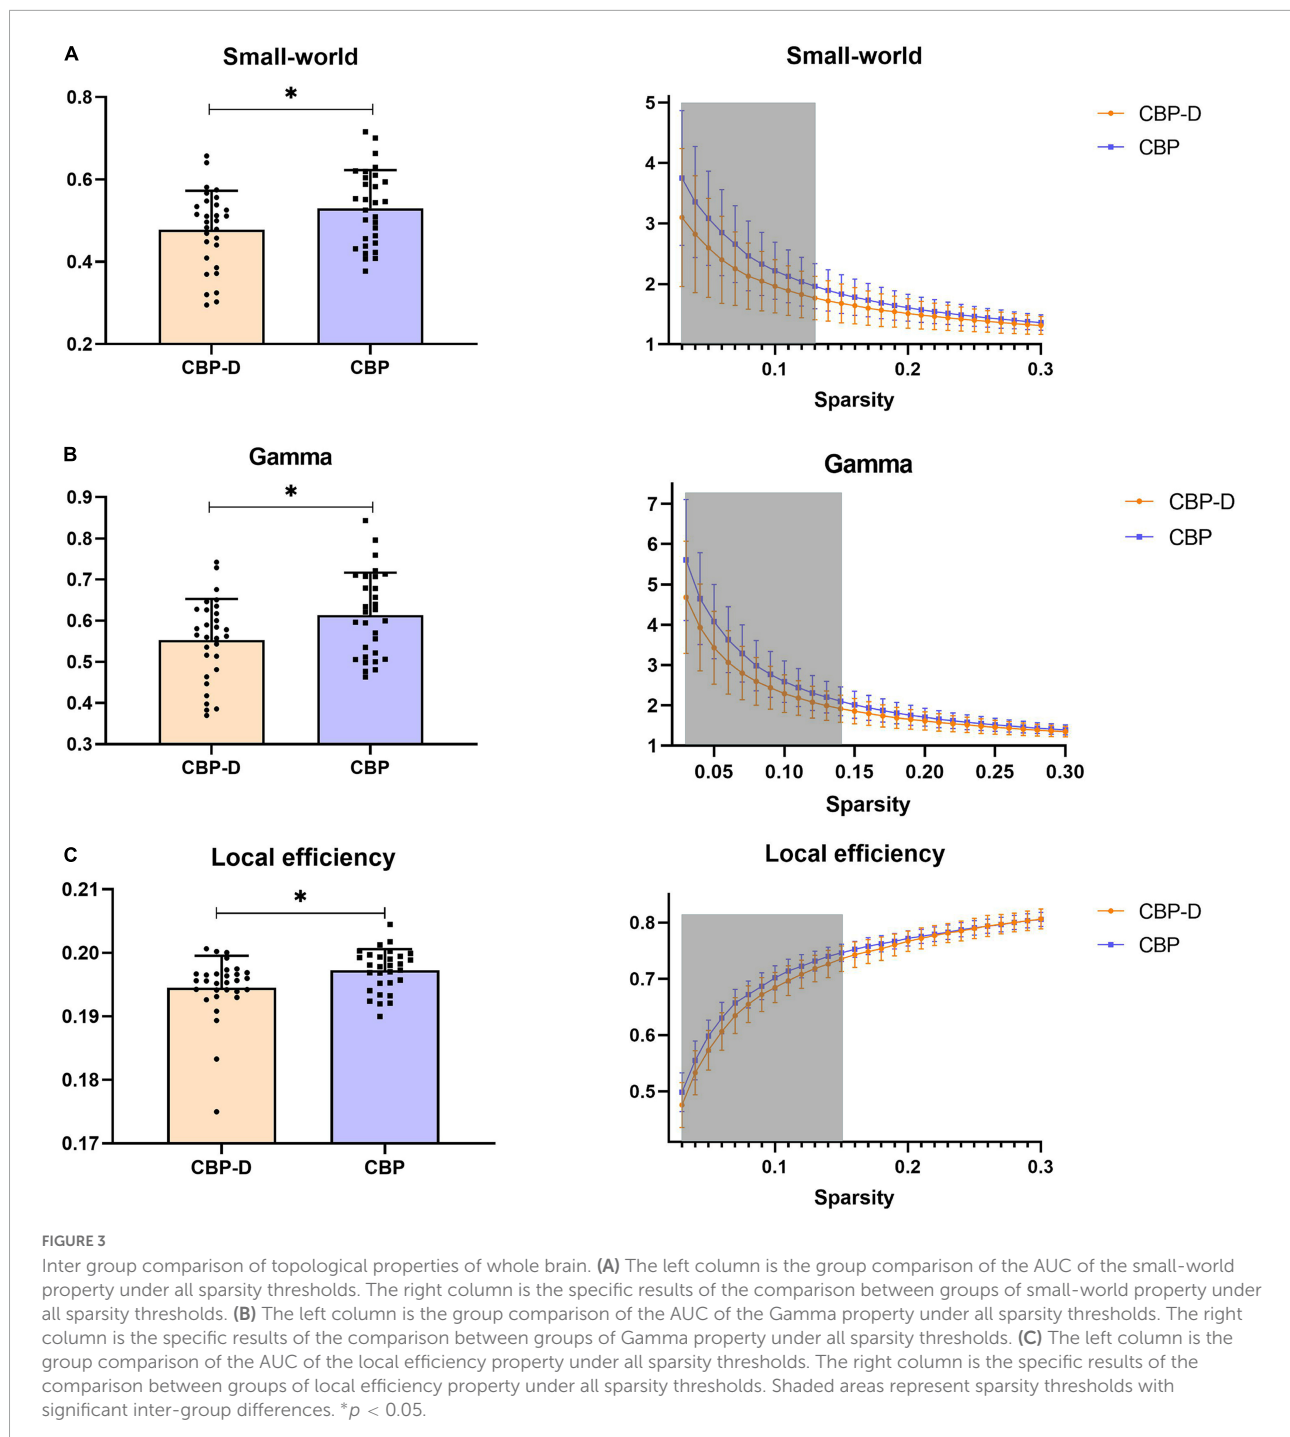 A
Small-world
*
0.8
0.6
0.4
0.2
CBP-D
CBP
Small-world
5
4
3
2
1
0.1
0.2
0.3
Sparsity
CBP-D
CBP
B
Gamma
*
0.9
0.8
0.7
0.6
0.5
0.4
0.3
CBP-D
CBP
Gamma
7
6
5
4
3
2
1
0.05
0.10
0.15
0.20
0.25
0.30
Sparsity
CBP-D
CBP
C
Local efficiency
*
0.21
0.20
0.19
0.18
0.17
CBP-D
CBP
Local efficiency
0.8
0.7
0.6
0.5
0.1
0.2
0.3
Sparsity
CBP-D
CBP
FIGURE 3
Inter group comparison of topological properties of whole brain. (A) The left column is the group comparison of the AUC of the small-world
property under all sparsity thresholds. The right column is the specific results of the comparison between groups of small-world property under
all sparsity thresholds. (B) The left column is the group comparison of the AUC of the Gamma property under all sparsity thresholds. The right
column is the specific results of the comparison between groups of Gamma property under all sparsity thresholds. (C) The left column is the
group comparison of the AUC of the local efficiency property under all sparsity thresholds. The right column is the specific results of the
comparison between groups of local efficiency property under all sparsity thresholds. Shaded areas represent sparsity thresholds with
significant inter-group differences. *p < 0.05.